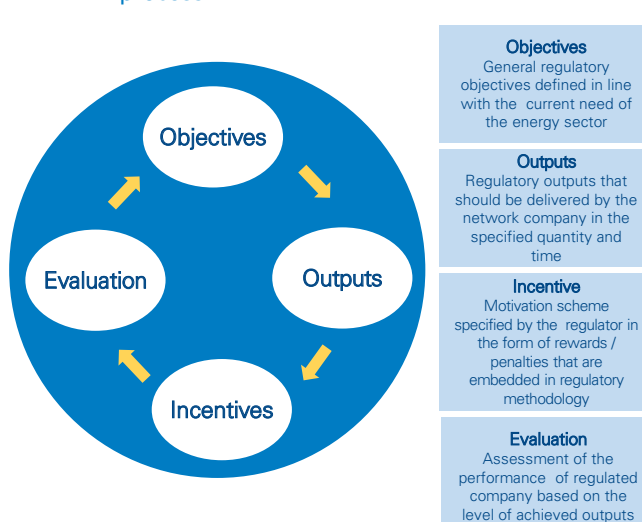 Objectives
Outputs
Incentives
Evaluation
Objectives
General regulatory
objectives defined in line
with the current need of
the energy sector
Outputs
Regulatory outputs that
should be delivered by the
network company in the
specified quantity and
time
Incentive
Motivation scheme
specified by the regulator in
the form of rewards /
penalties that are
embedded in regulatory
methodology
Evaluation
Assessment of the
performance of regulated
company based on the
level of achieved outputs